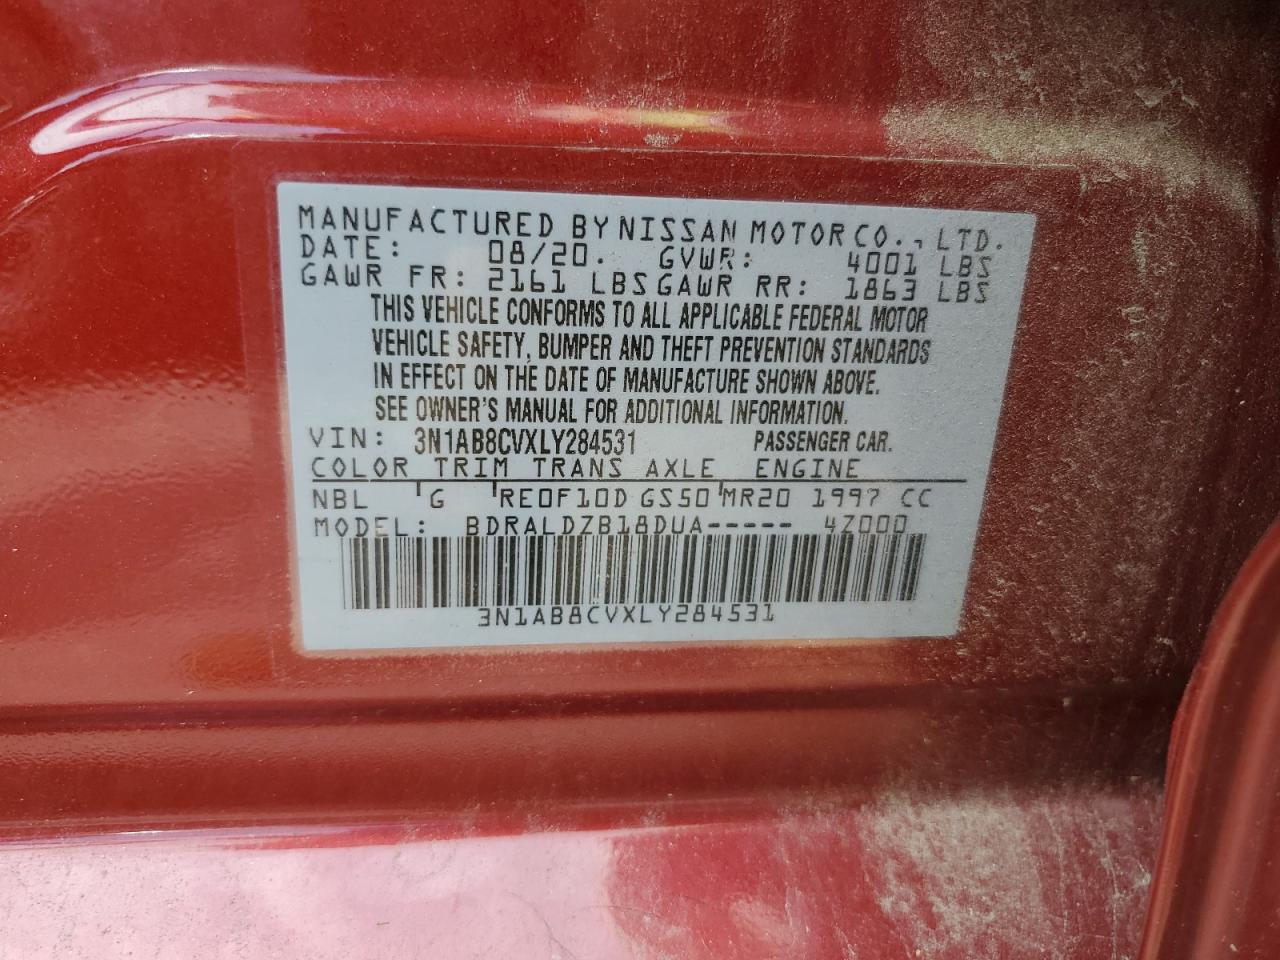 MANUFACTURED BY NISSAN MOTOR CO., LTD.
DATE: 08/20. GVWR: 4001 LBS
GAWR FR: 2161 LBS GAWR RR: 1863 LBS
THIS VEHICLE CONFORMS TO ALL APPLICABLE FEDERAL MOTOR
VEHICLE SAFETY, BUMPER AND THEFT PREVENTION STANDARDS
IN EFFECT ON THE DATE OF MANUFACTURE SHOWN ABOVE.
SEE OWNER'S MANUAL FOR ADDITIONAL INFORMATION.
VIN: 3N1AB8CVXLY284531 PASSENGER CAR.
COLOR TRIM TRANS AXLE ENGINE
NBL G RE0F10D GS50 MR20 1997 CC
MODEL: BDRALDZB18DUA----- 4Z000
3N1AB8CVXLY284531